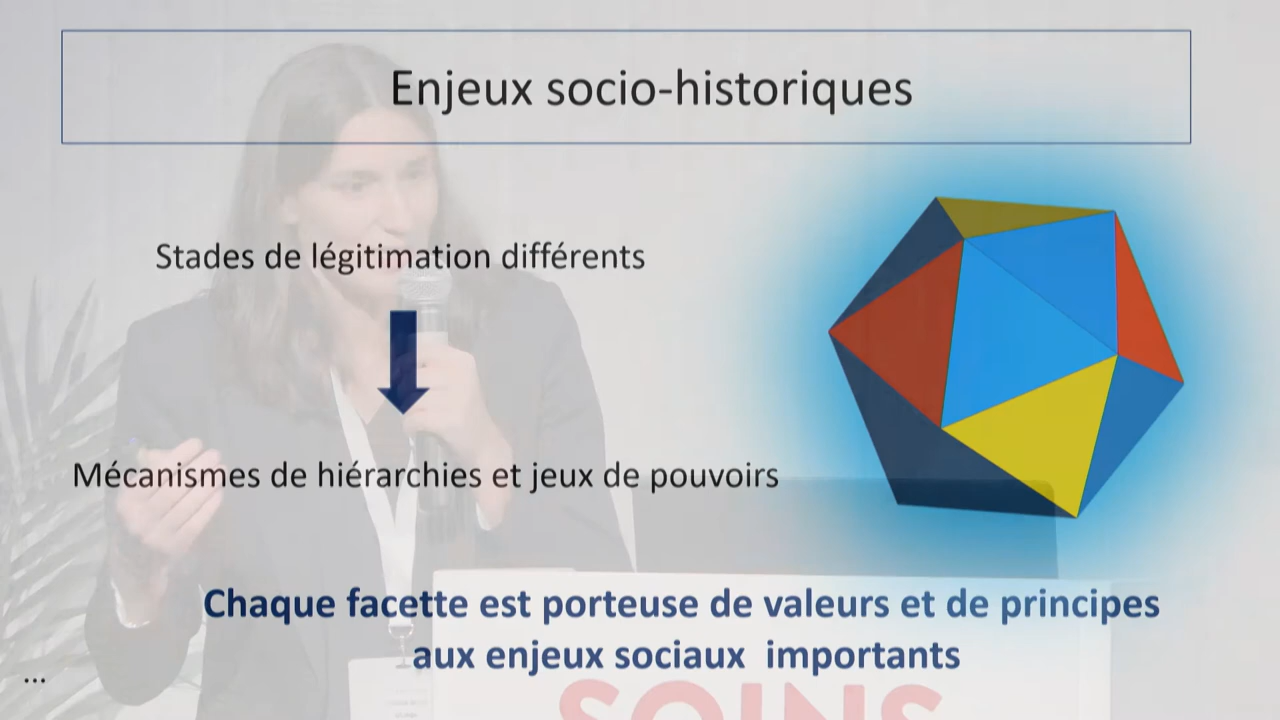 Enjeux socio-historiques
Stades de légitimation différents
Mécanismes de hiérarchies et jeux de pouvoirs
Chaque facette est porteuse de valeurs et de principes
aux enjeux sociaux importants
...
SOINS